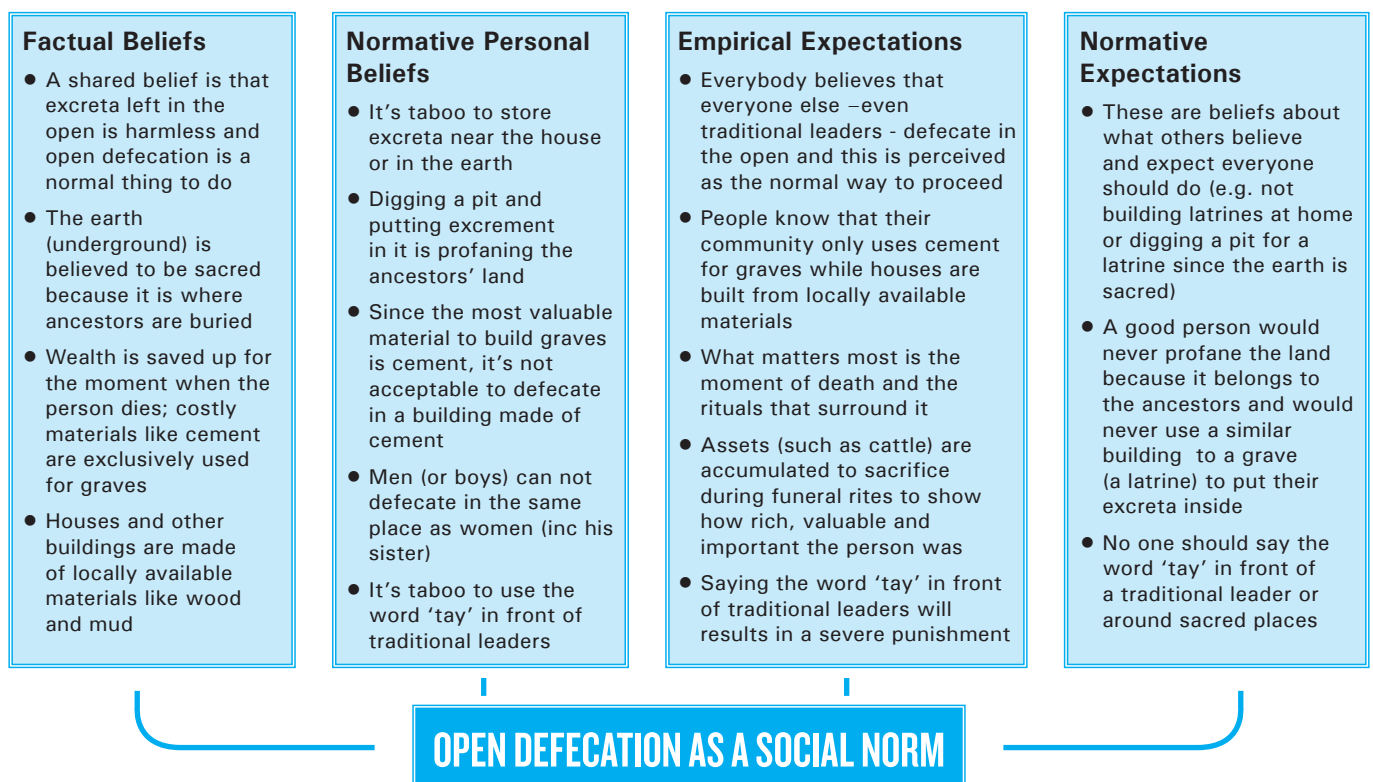 Factual Beliefs
• A shared belief is that
excreta left in the
open is harmless and
open defecation is a
normal thing to do
• The earth
(underground) is
believed to be sacred
because it is where
ancestors are buried
• Wealth is saved up for
the moment when the
person dies; costly
materials like cement
are exclusively used
for graves
• Houses and other
buildings are made
of locally available
materials like wood
and mud
Normative Personal
Beliefs
• It's taboo to store
excreta near the house
or in the earth
• Digging a pit and
putting excrement
in it is profaning the
ancestors' land
• Since the most valuable
material to build graves
is cement, it's not
acceptable to defecate
in a building made of
cement
• Men (or boys) can not
defecate in the same
place as women (inc his
sister)
• It's taboo to use the
word 'tay' in front of
traditional leaders
Empirical Expectations
• Everybody believes that
everyone else –even
traditional leaders - defecate in
the open and this is perceived
as the normal way to proceed
• People know that their
community only uses cement
for graves while houses are
built from locally available
materials
• What matters most is the
moment of death and the
rituals that surround it
• Assets (such as cattle) are
accumulated to sacrifice
during funeral rites to show
how rich, valuable and
important the person was
• Saying the word 'tay' in front
of traditional leaders will
results in a severe punishment
Normative
Expectations
• These are beliefs about
what others believe
and expect everyone
should do (e.g. not
building latrines at home
or digging a pit for a
latrine since the earth is
sacred)
• A good person would
never profane the land
because it belongs to
the ancestors and would
never use a similar
building to a grave
(a latrine) to put their
excreta inside
• No one should say the
word 'tay' in front of
a traditional leader or
around sacred places
OPEN DEFECATION AS A SOCIAL NORM